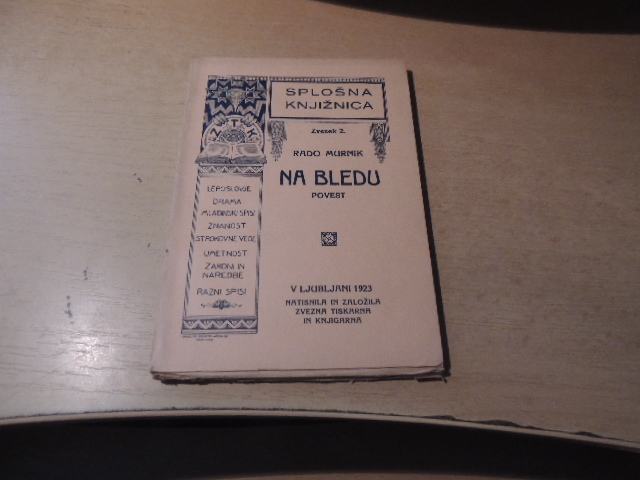 SPLOŠNA
KNJIŽNICA
Zvezek 2.
RADO MURNIK
NA BLEDU
POVEST
V LJUBLJANI 1923
NATISNILA IN ZALOŽILA
ZVEZNA TISKARNA
IN KNJIGARNA
Z T K
LEPOSLOVJE
DRAMA
MLADINSKI SPISI
ZNANOST
STROKOVNE VEDE
UMETNOST
ZAKONI IN
NAREDBE
RAZNI SPISI